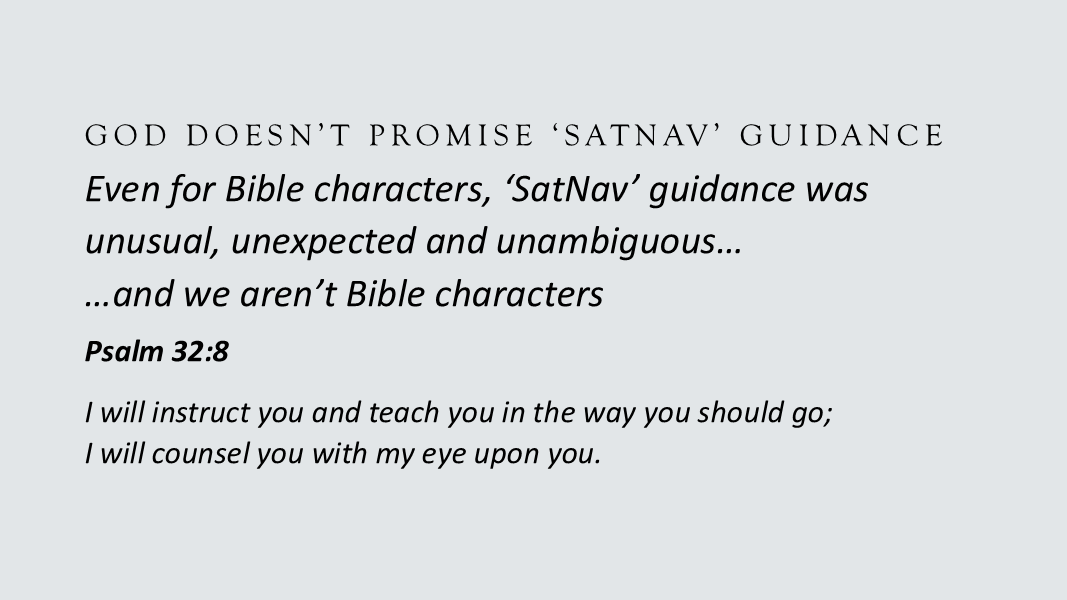 GOD DOESN’T PROMISE ‘SATNAV’ GUIDANCE
Even for Bible characters, ‘SatNav’ guidance was
unusual, unexpected and unambiguous…
…and we aren’t Bible characters
Psalm 32:8
I will instruct you and teach you in the way you should go;
I will counsel you with my eye upon you.